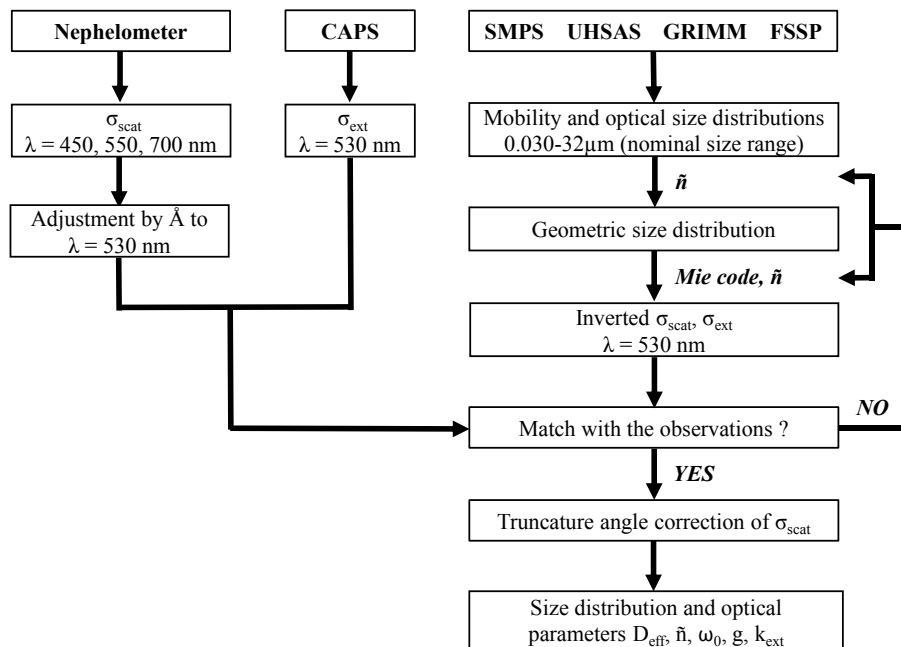 Nephelometer
CAPS
SMPS UHSAS GRIMM FSSP
σscat
λ = 450, 550, 700 nm
σext
λ = 530 nm
Mobility and optical size distributions
0.030-32µm (nominal size range)
ñ
Adjustment by Å to
λ = 530 nm
Geometric size distribution
Mie code, ñ
Inverted σscat, σext
λ = 530 nm
Match with the observations ?
NO
YES
Truncature angle correction of σscat
Size distribution and optical
parameters Deff, ñ, ω0, g, kext